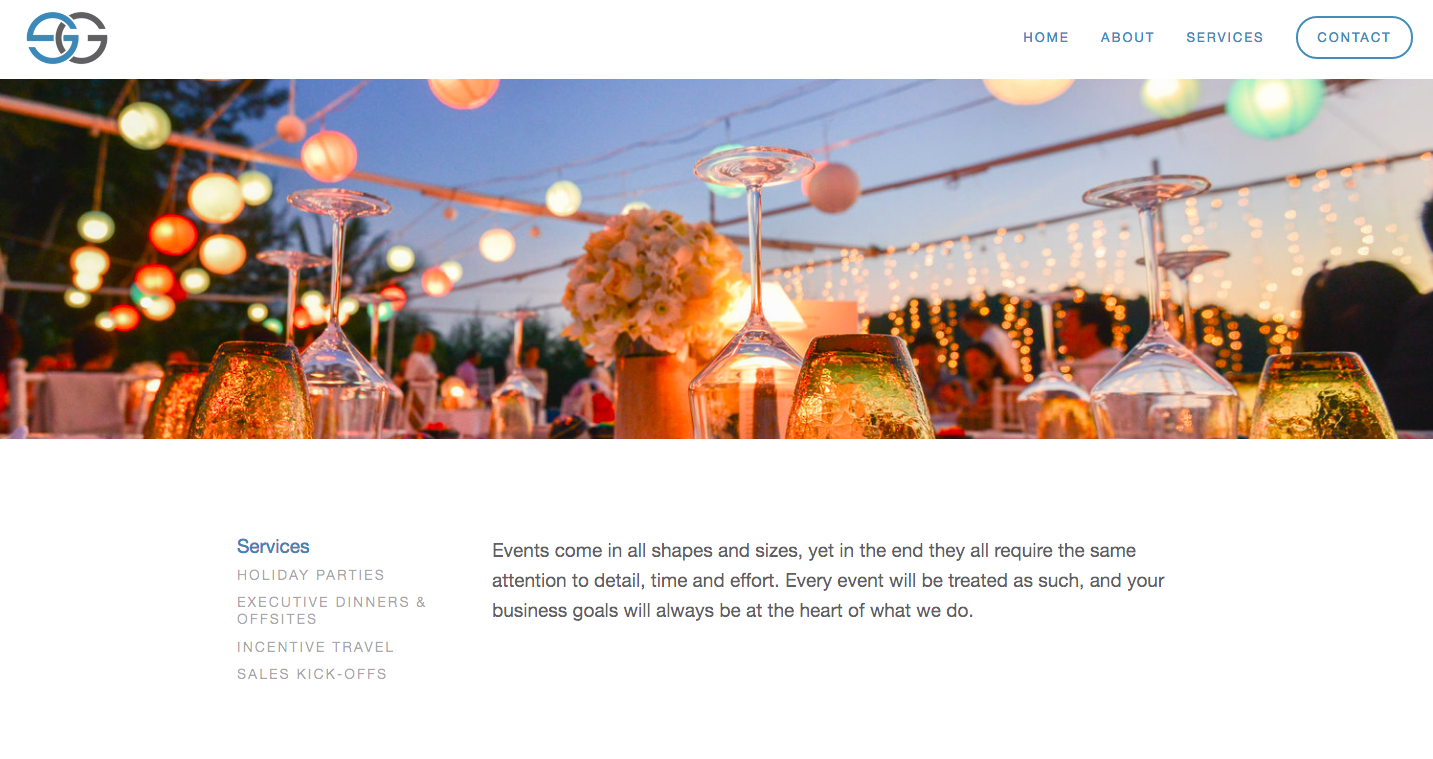 HOME ABOUT SERVICES CONTACT
Services
HOLIDAY PARTIES
EXECUTIVE DINNERS &
OFFSITES
INCENTIVE TRAVEL
SALES KICK-OFFS
Events come in all shapes and sizes, yet in the end they all require the same
attention to detail, time and effort. Every event will be treated as such, and your
business goals will always be at the heart of what we do.